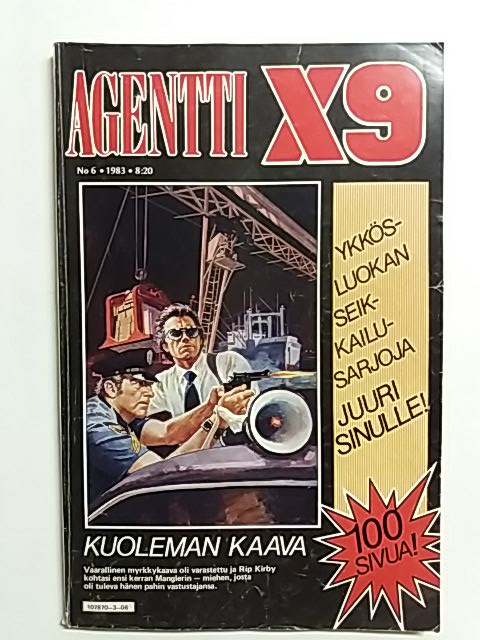 AGENTTI X9
No 6 • 1983 • 8:20
YKKÖS-
LUOKAN
SEIK-
KAILU-
SARJOJA
JUURI
SINULLE!
100
SIVUA!
KUOLEMAN KAAVA
Vaarallinen myrkkykaava oli varastettu ja Rip Kirby
kohtasi ensi kerran Manglerin — miehen, josta
oli tuleva hänen pahin vastustajansa.
107870-3-06